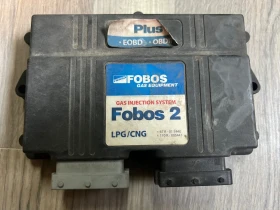 Plus
- EOBD - OBD
FOBOS
GAS EQUIPMENT
GAS INJECTION SYSTEM
Fobos 2
LPG/CNG